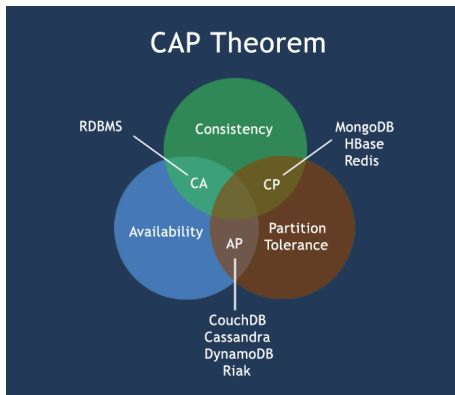 CAP Theorem
RDBMS
Consistency
MongoDB
HBase
Redis
CA
CP
Availability
Partition
Tolerance
AP
CouchDB
Cassandra
DynamoDB
Riak